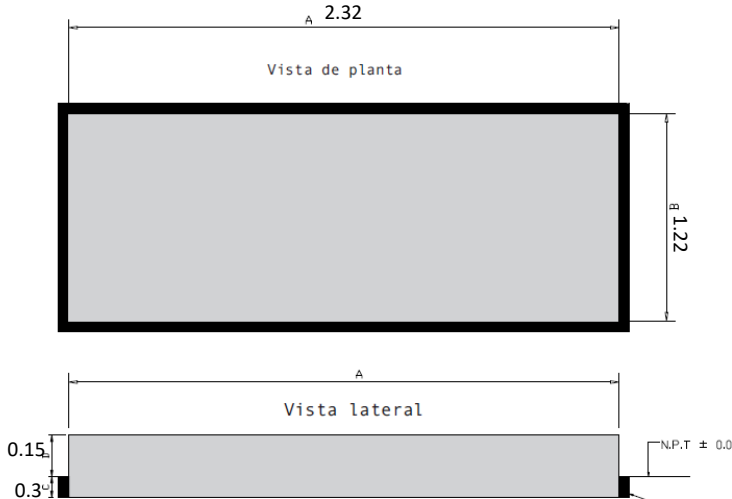 A 2.32
Vista de planta
B 1.22
A
Vista lateral
0.15
N.P.T ± 0.0
0.3 c